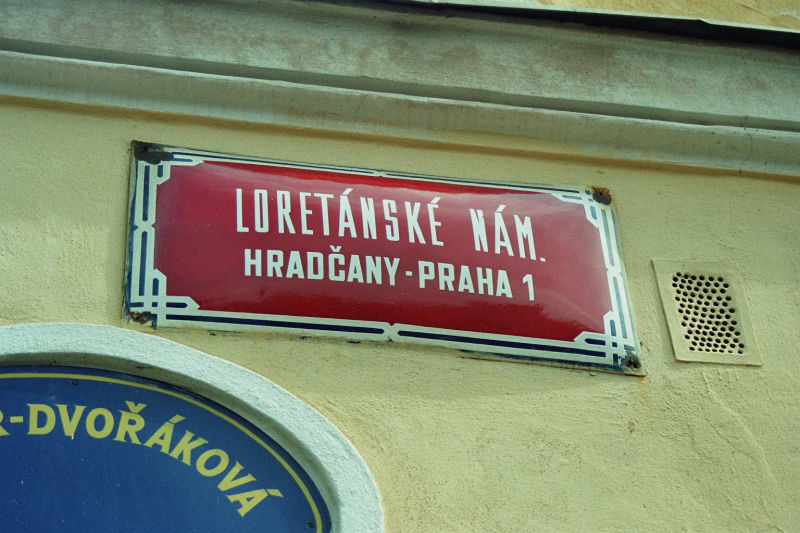 LORETÁNSKÉ NÁM.
HRADČANY - PRAHA 1
-DVOŘÁKOVÁ